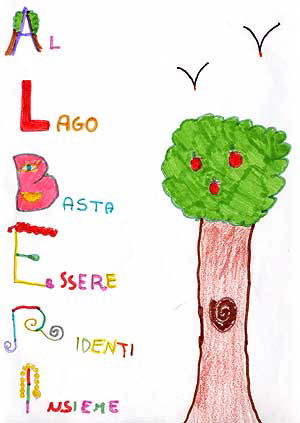 AL
LAGO
BASTA
ESSERE
RIDENTI
INSIEME